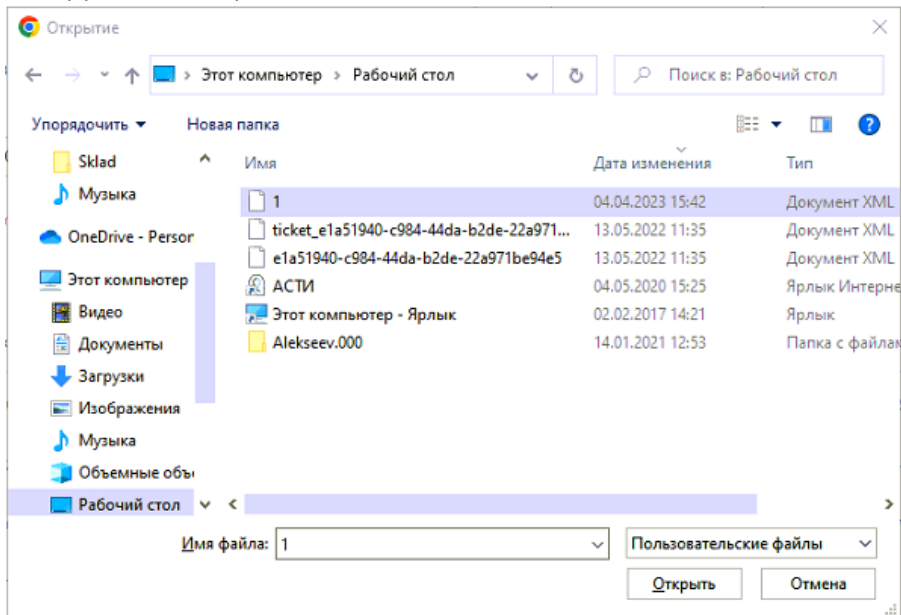 Открытие
Этот компьютер > Рабочий стол
Поиск в: Рабочий стол
Упорядочить
Новая папка
Sklad
Музыка
OneDrive - Person
Этот компьютер
Видео
Документы
Загрузки
Изображения
Музыка
Объемные объ
Рабочий стол
Имя Дата изменения Тип
1 04.04.2023 15:42 Документ XML
ticket_e1a51940-c984-44da-b2de-22a971... 13.05.2022 11:35 Документ XML
e1a51940-c984-44da-b2de-22a971be94e5 13.05.2022 11:35 Документ XML
АСТИ 04.05.2020 15:25 Ярлык Интерне
Этот компьютер - Ярлык 02.02.2017 14:21 Ярлык
Alekseev.000 14.01.2021 12:53 Папка с файлам
Имя файла: 1
Пользовательские файлы
Открыть
Отмена